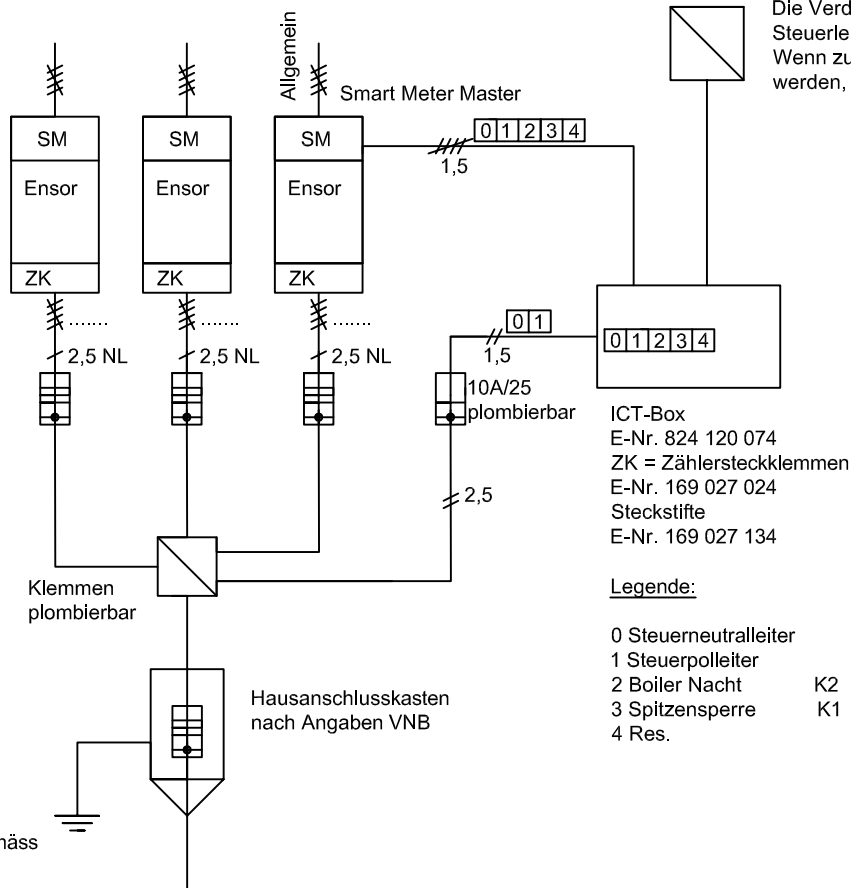 Die
Steuerle
Wenn zu
werden,
Allgemein
Smart Meter Master
SM
SM
SM
0 1 2 3 4
1,5
Ensor
Ensor
Ensor
ZK
ZK
ZK
........
........
........
0 1
1,5
0 1 2 3 4
2,5 NL
2,5 NL
2,5 NL
10A/25
plombierbar
2,5
ICT-Box
E-Nr. 824 120 074
ZK = Zählersteckklemmen
E-Nr. 169 027 024
Steckstifte
E-Nr. 169 027 134
Klemmen
plombierbar
Legende:
0 Steuerneutralleiter
1 Steuerpolleiter
2 Boiler Nacht K2
3 Spitzensperre K1
4 Res.
Hausanschlusskasten
nach Angaben VNB
näss